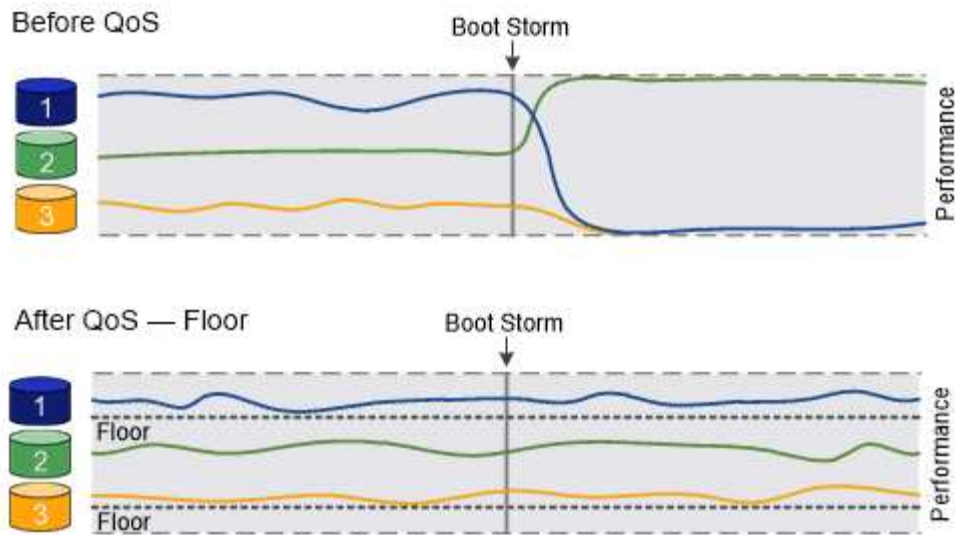 Before QoS
Boot Storm
1
2
3
Performance
After QoS — Floor
Boot Storm
1
Floor
2
3
Floor
Performance